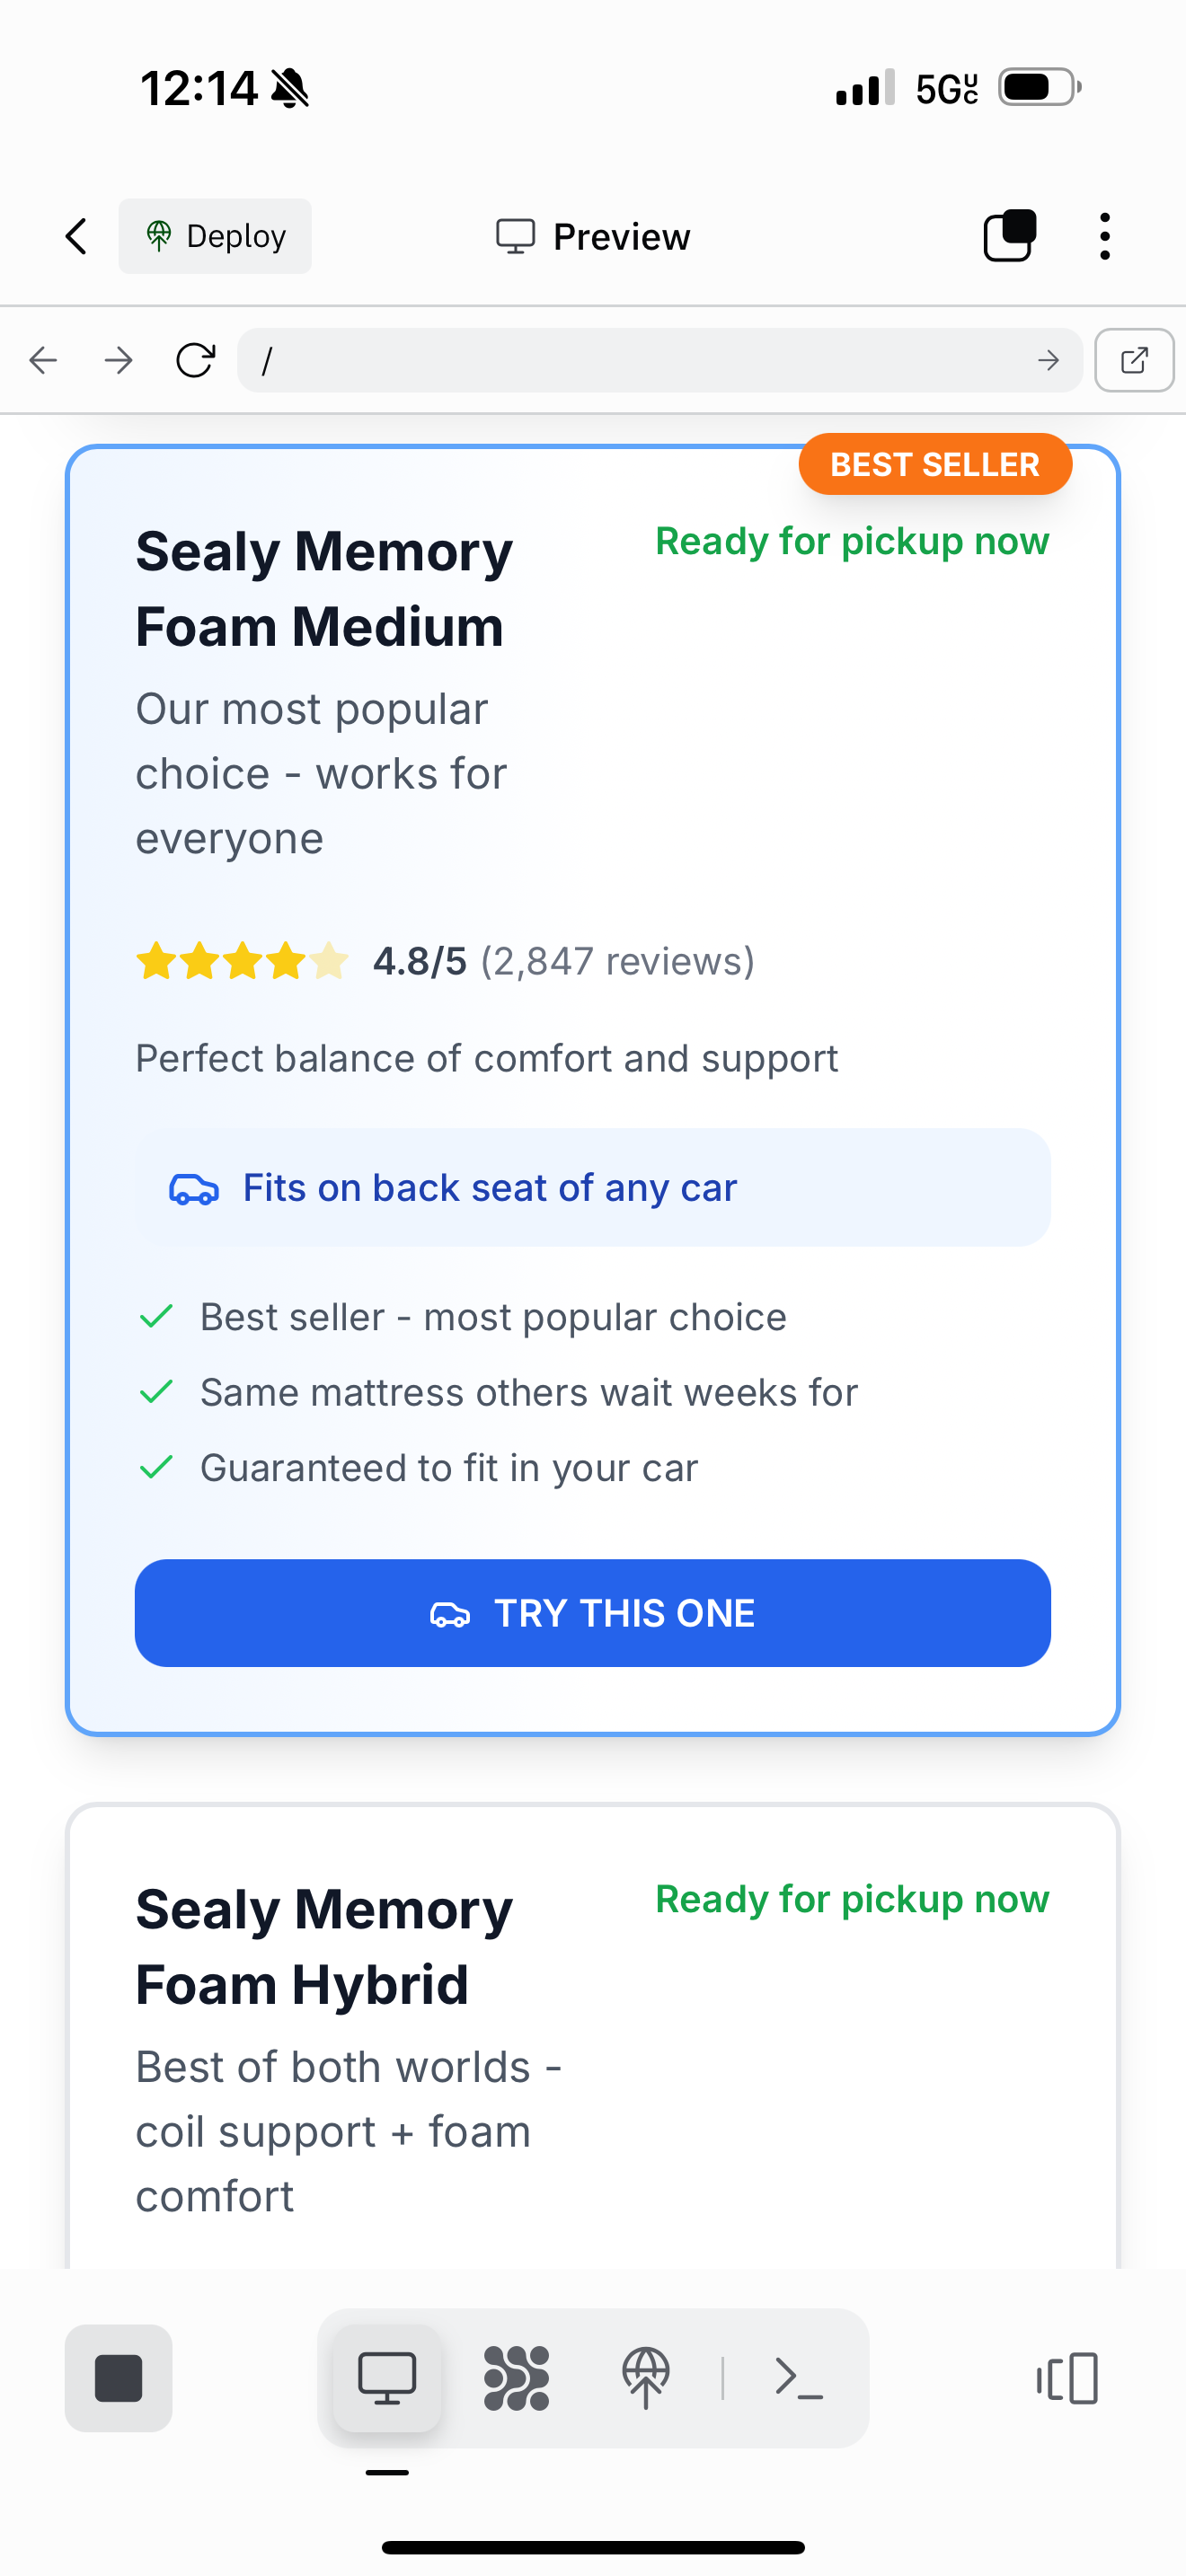 12:14
5G UC
Deploy
Preview
/
BEST SELLER
Sealy Memory
Foam Medium
Ready for pickup now
Our most popular
choice - works for
everyone
4.8/5 (2,847 reviews)
Perfect balance of comfort and support
Fits on back seat of any car
Best seller - most popular choice
Same mattress others wait weeks for
Guaranteed to fit in your car
TRY THIS ONE
Sealy Memory
Foam Hybrid
Ready for pickup now
Best of both worlds -
coil support + foam
comfort